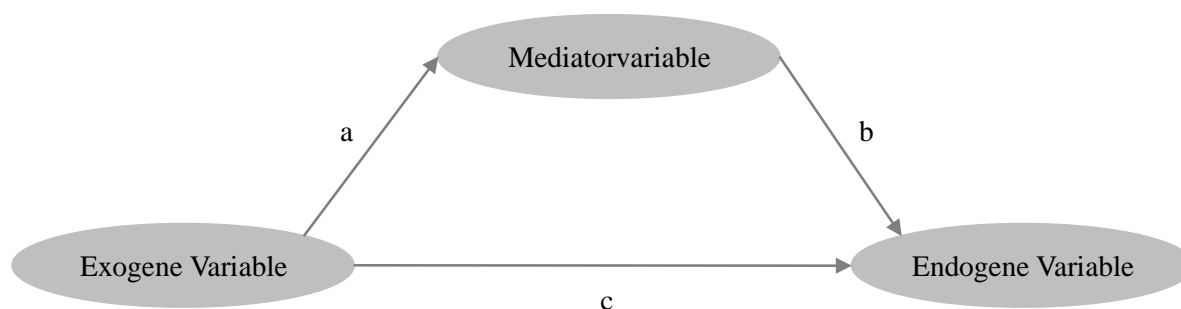 Mediatorvariable
a
b
Exogene Variable
Endogene Variable
c